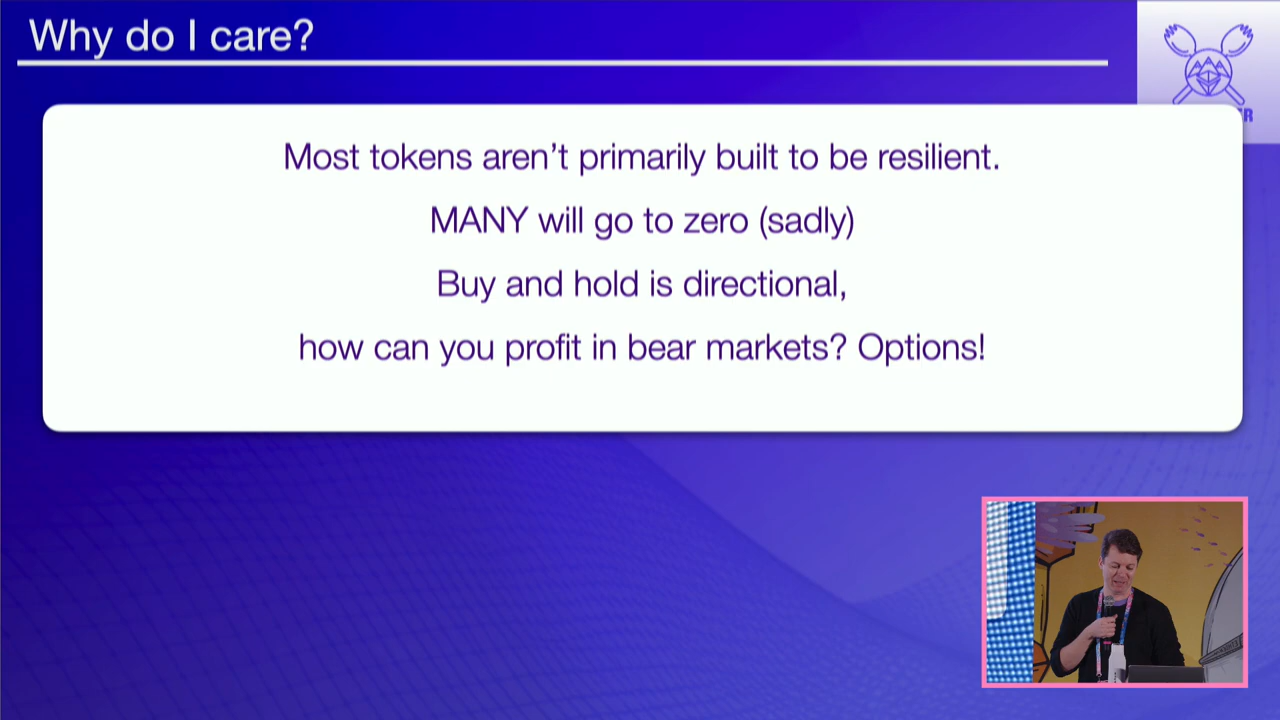 Why do I care?
Most tokens aren’t primarily built to be resilient.
MANY will go to zero (sadly)
Buy and hold is directional,
how can you profit in bear markets? Options!